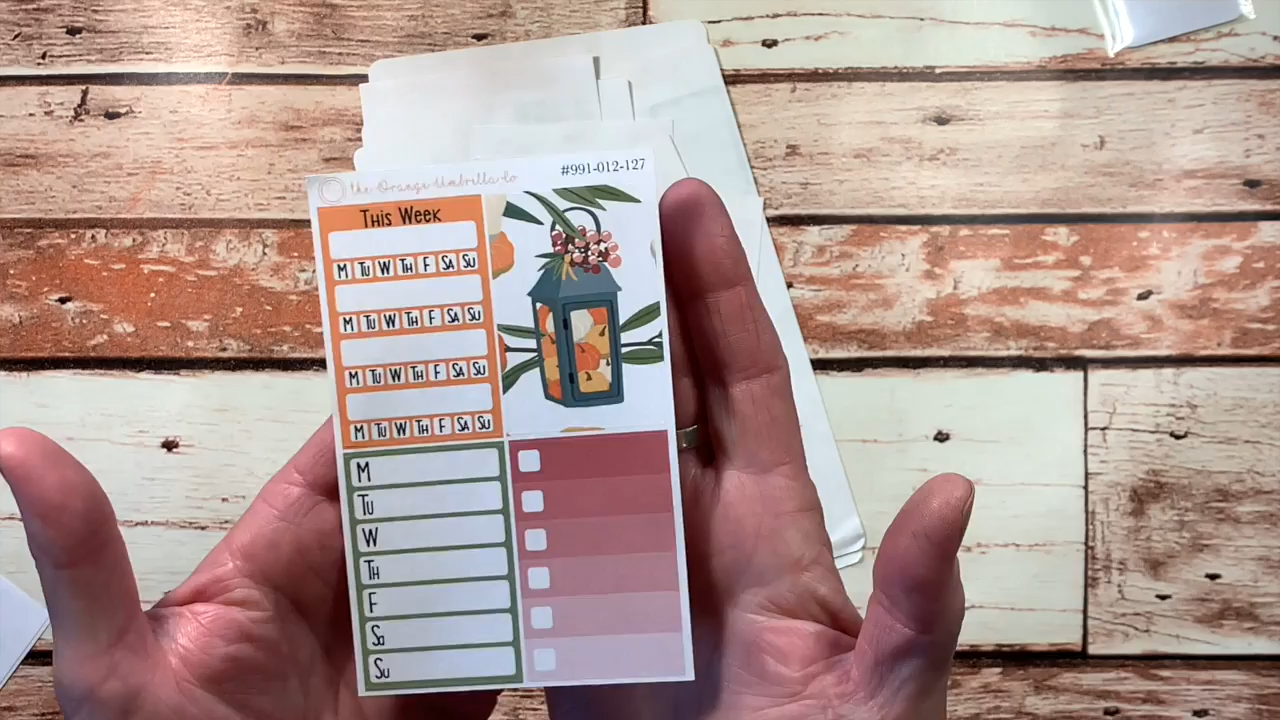 the Orange Umbrella Co
#991-012-127
This Week
M Tu W Th F Sa Su
M Tu W Th F Sa Su
M Tu W Th F Sa Su
M Tu W Th F Sa Su
M
Tu
W
Th
F
Sa
Su